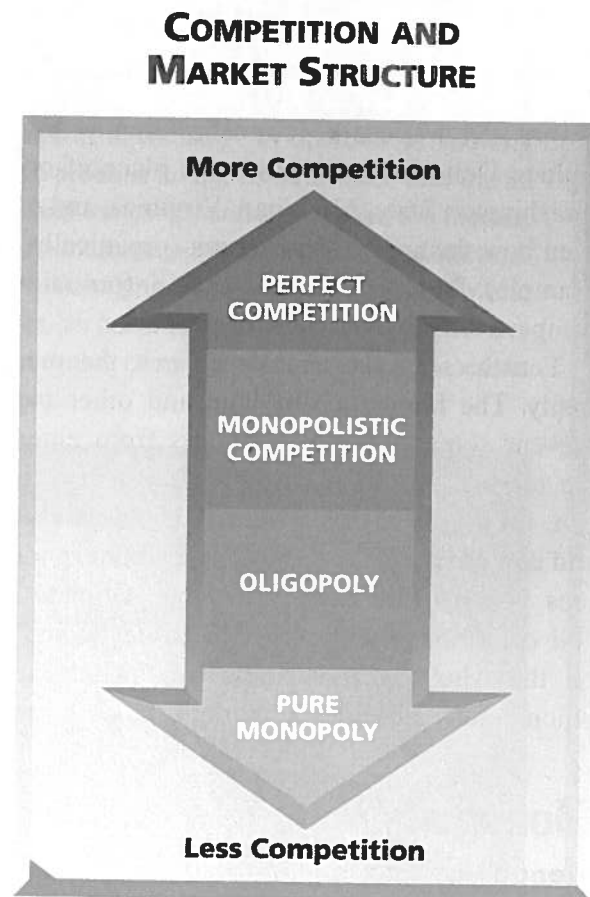 COMPETITION AND
MARKET STRUCTURE
More Competition
PERFECT
COMPETITION
MONOPOLISTIC
COMPETITION
OLIGOPOLY
PURE
MONOPOLY
Less Competition